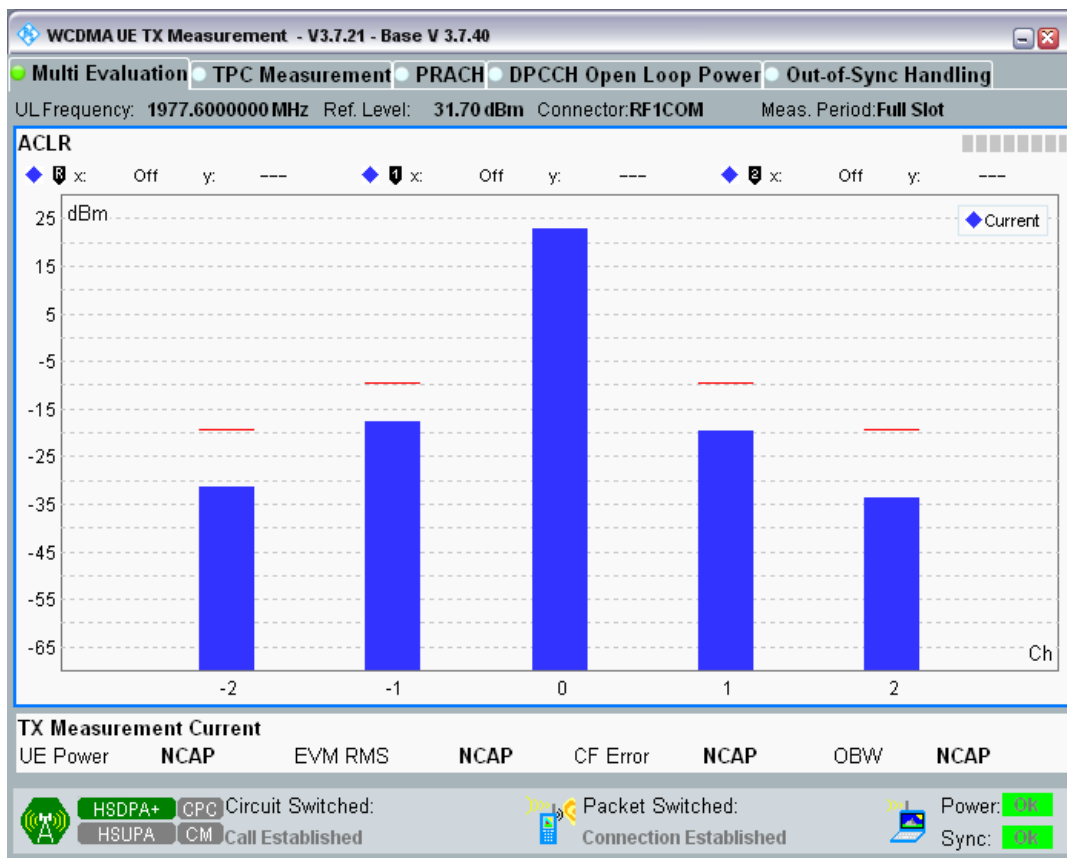 WCDMA UE TX Measurement - V3.7.21 - Base V 3.7.40
Multi Evaluation TPC Measurement PRACH DPCCH Open Loop Power Out-of-Sync Handling
UL Frequency: 1977.6000000 MHz Ref. Level: 31.70 dBm Connector:RF1COM Meas. Period:Full Slot
ACLR
R x: Off y: --- 1 x: Off y: --- 2 x: Off y: ---
dBm
Current
25
15
5
-5
-15
-25
-35
-45
-55
-65
Ch
-2 -1 0 1 2
TX Measurement Current
UE Power NCAP EVM RMS NCAP CF Error NCAP OBW NCAP
HSDPA+ CPC Circuit Switched: Packet Switched: Power: OK
HSUPA CM Call Established Connection Established Sync: OK